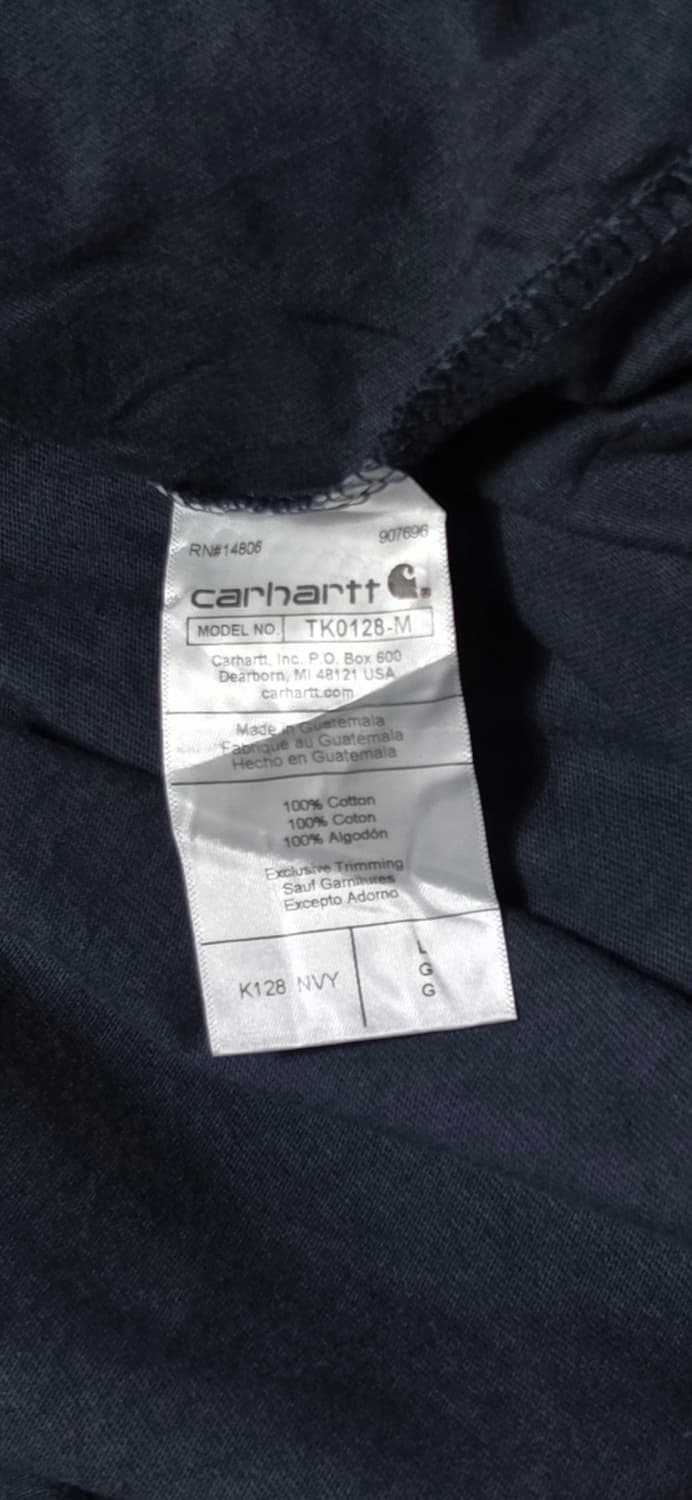 RN#14806 907696
carhartt
MODEL NO. TK0128-M
Carhartt, Inc. P.O. Box 600
Dearborn, MI 48121 USA
carhartt.com
Made in Guatemala
Fabriqué au Guatemala
Hecho en Guatemala
100% Cotton
100% Coton
100% Algodón
Exclusive Trimming
Sauf Garnitures
Excepto Adorno
K128 NVY
L
G
G